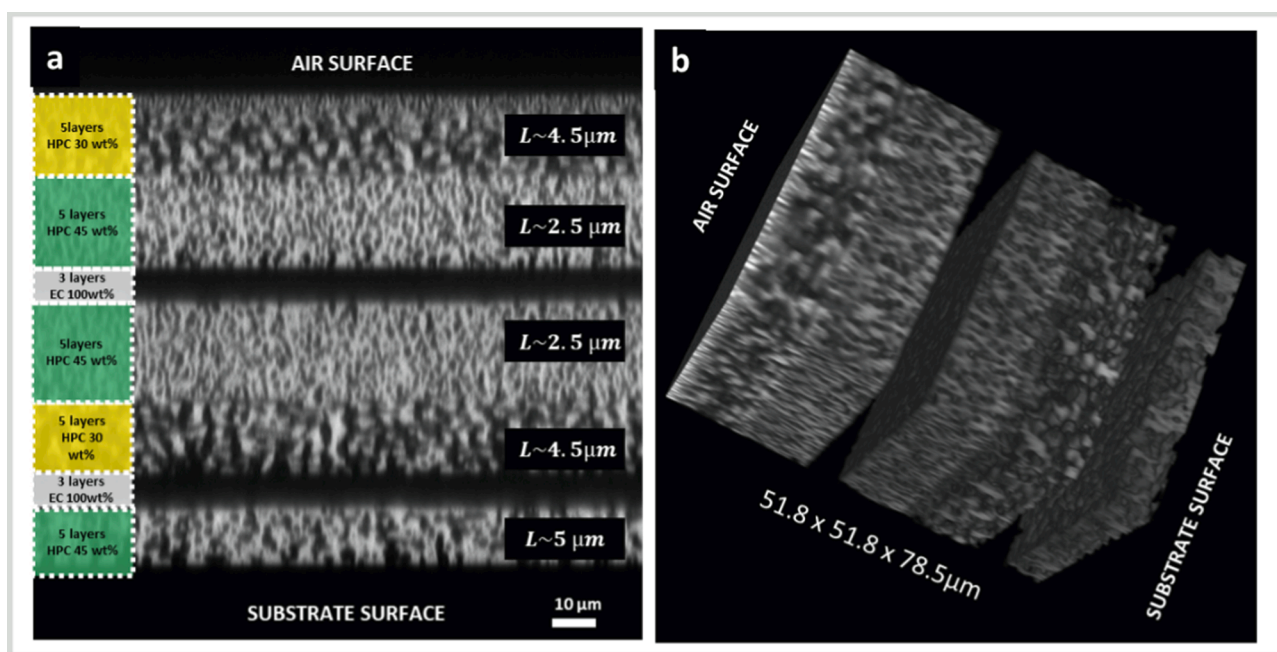 a
AIR SURFACE
5layers
HPC 30 wt%
L~4.5μm
5 layers
HPC 45 wt%
L~2.5 μm
3 layers
EC 100wt%
5layers
HPC 45 wt%
L~2.5 μm
5 layers
HPC 30
wt%
L~4.5μm
3 layers
EC 100wt%
5 layers
HPC 45 wt%
L~5 μm
SUBSTRATE SURFACE
10 μm
b
AIR SURFACE
51.8 x 51.8 x 78.5μm
SUBSTRATE SURFACE